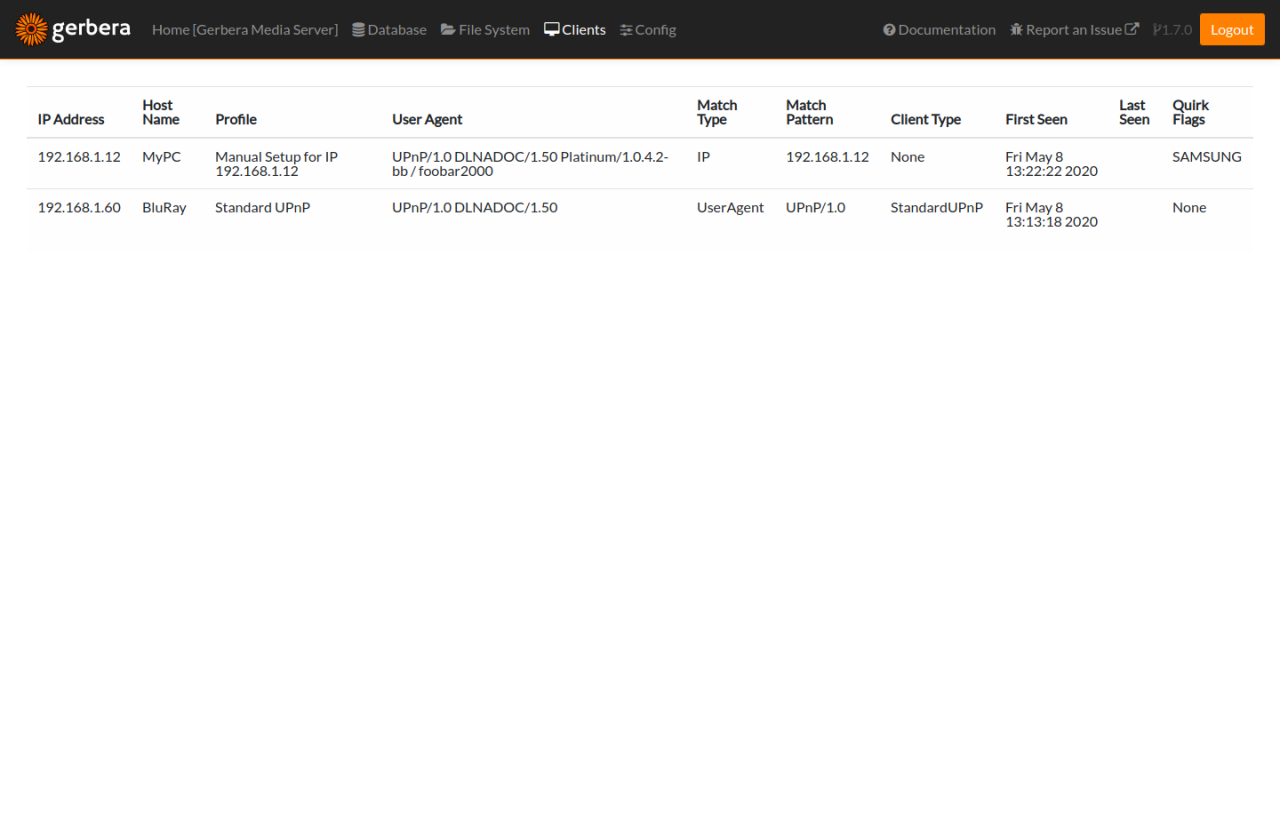 gerbera Home [Gerbera Media Server] Database File System Clients Config Documentation Report an Issue 1.7.0 Logout
IP Address Host Name Profile User Agent Match Type Match Pattern Client Type First Seen Last Seen Quirk Flags
192.168.1.12 MyPC Manual Setup for IP UPnP/1.0 DLNADOC/1.50 Platinum/1.0.4.2- IP 192.168.1.12 None Fri May 8 SAMSUNG
192.168.1.12 bb / foobar2000 13:22:22 2020
192.168.1.60 BluRay Standard UPnP UPnP/1.0 DLNADOC/1.50 UserAgent UPnP/1.0 StandardUPnP Fri May 8 None
13:13:18 2020